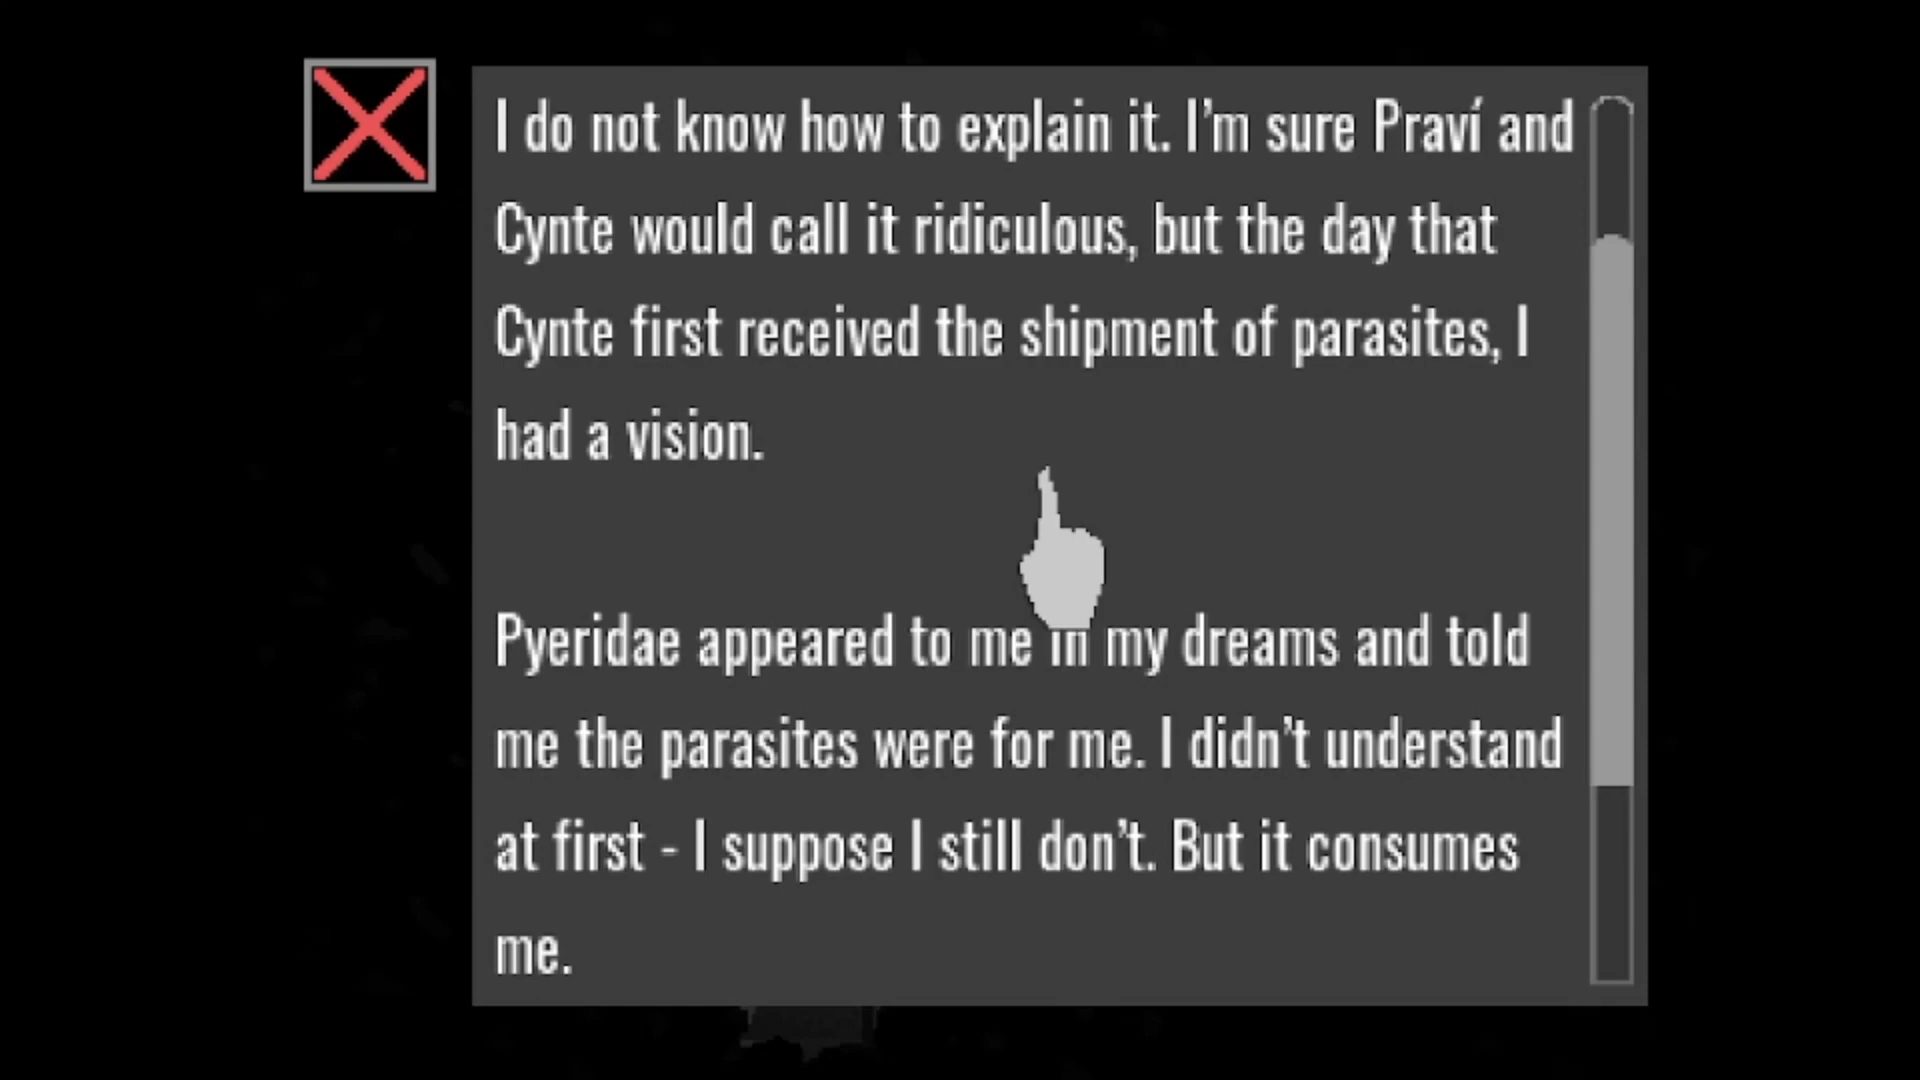 I do not know how to explain it. I’m sure Praví and
Cynte would call it ridiculous, but the day that
Cynte first received the shipment of parasites, I
had a vision.
Pyeridae appeared to me in my dreams and told
me the parasites were for me. I didn’t understand
at first - I suppose I still don’t. But it consumes
me.